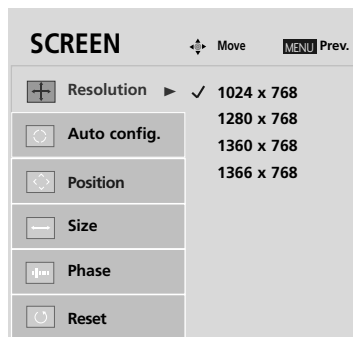 SCREEN Move MENU Prev.
Resolution ► ✓ 1024 x 768
1280 x 768
1360 x 768
1366 x 768
Auto config.
Position
Size
Phase
Reset